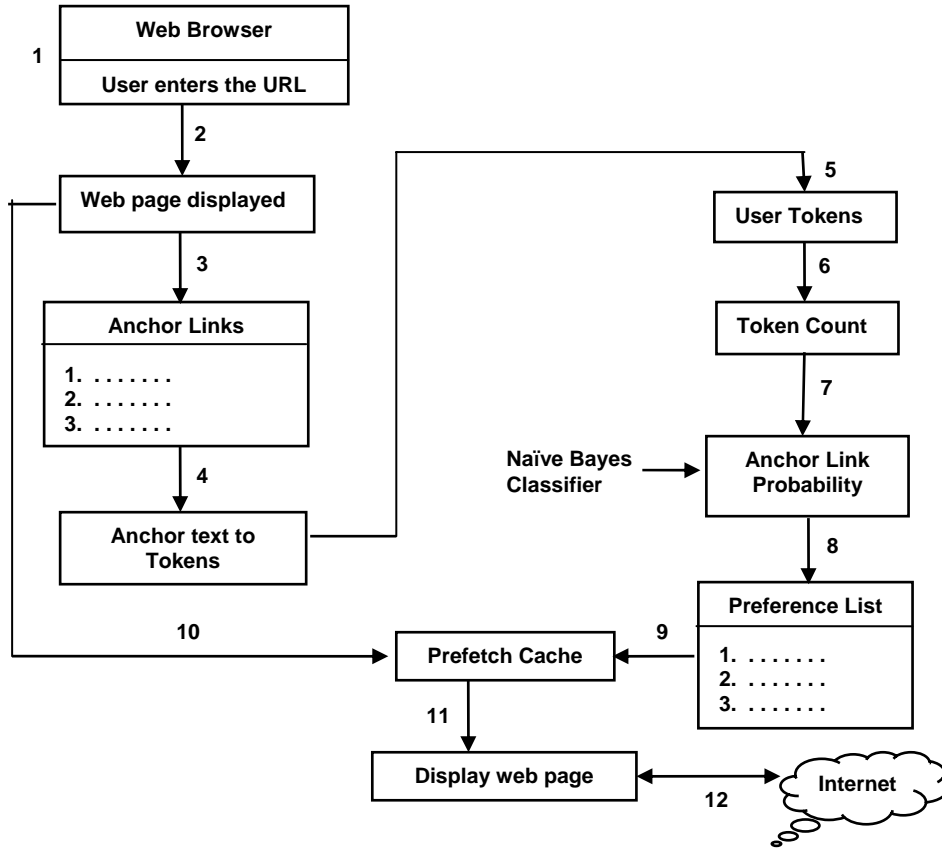 Web Browser
1
User enters the URL
2
Web page displayed
3
Anchor Links
1. . . . . . . .
2. . . . . . . .
3. . . . . . . .
4
Anchor text to
Tokens
5
User Tokens
6
Token Count
7
Naïve Bayes
Classifier
Anchor Link
Probability
8
Preference List
1. . . . . . . .
2. . . . . . . .
3. . . . . . . .
9
10
Prefetch Cache
11
Display web page
12
Internet